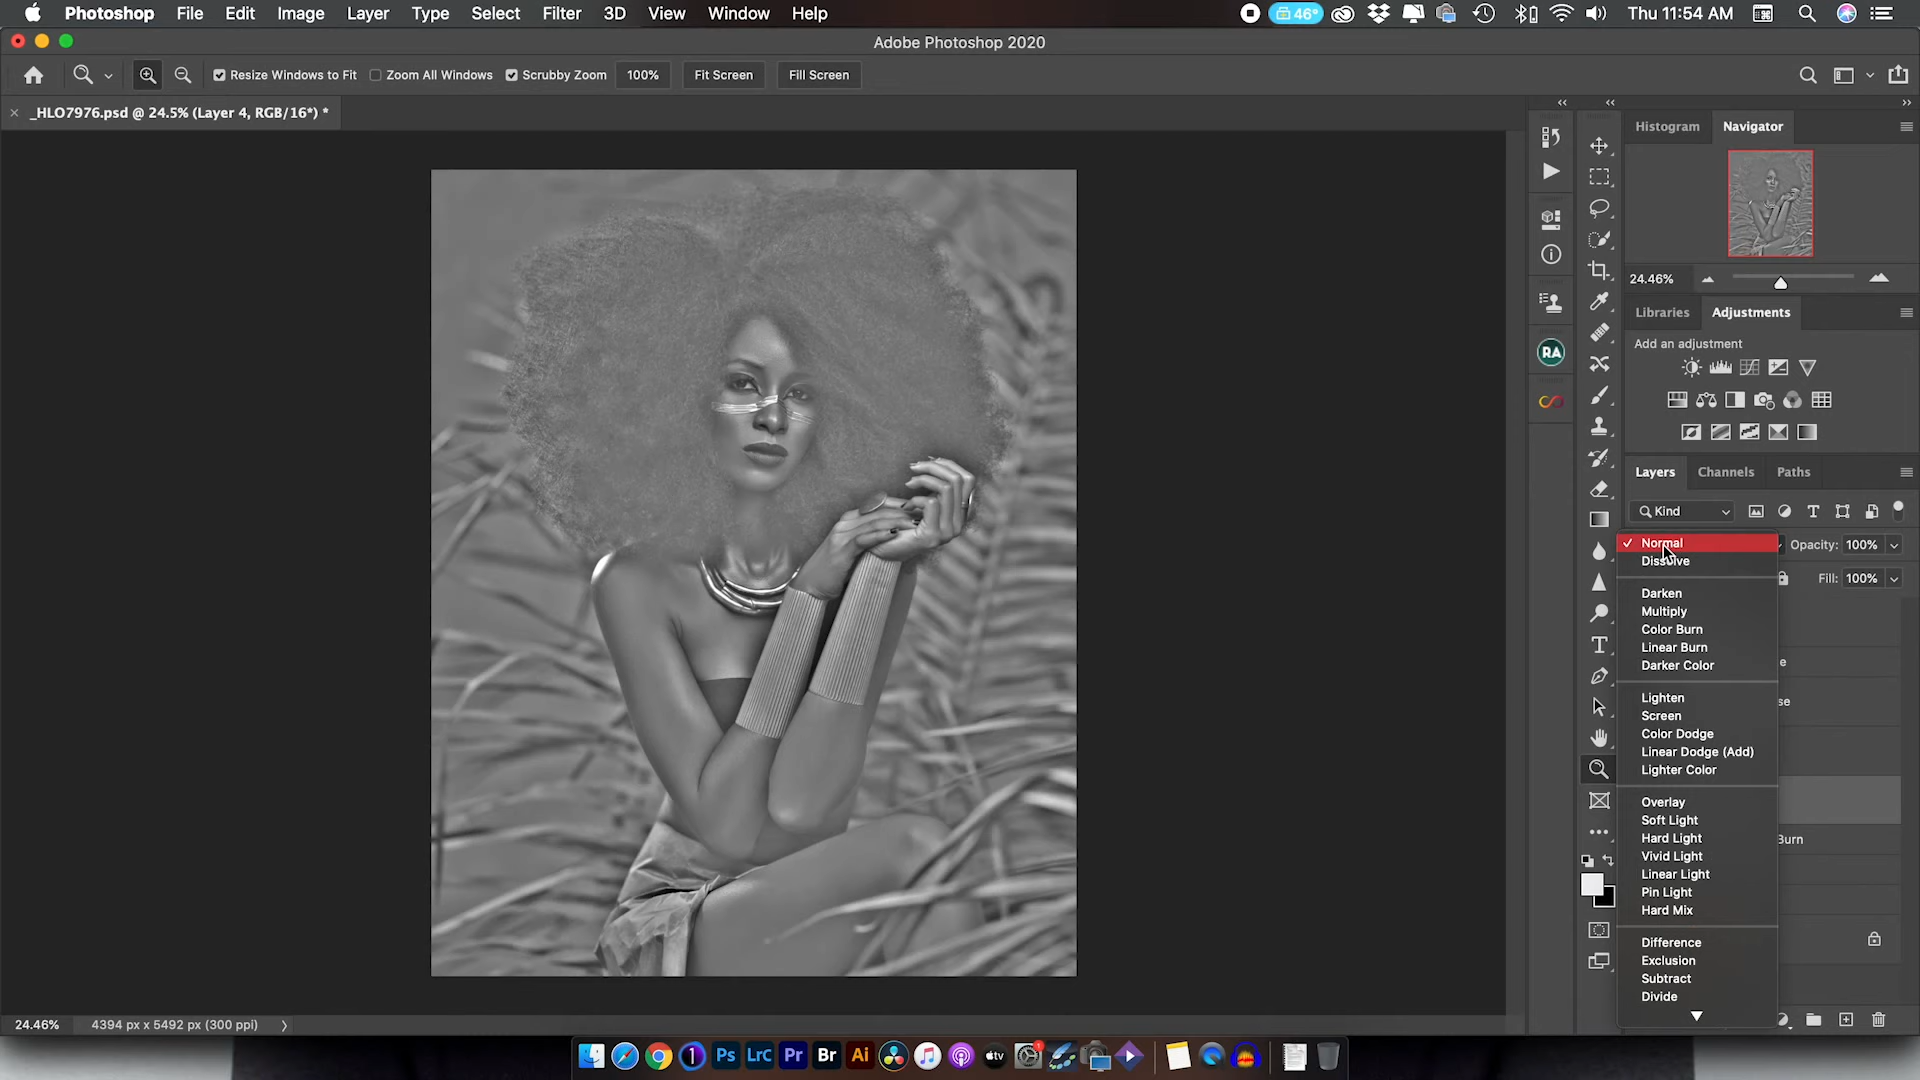 Photoshop File Edit Image Layer Type Select Filter 3D View Window Help
46° Thu 11:54 AM
Adobe Photoshop 2020
Resize Windows to Fit Zoom All Windows Scrubby Zoom 100% Fit Screen Fill Screen
_HLO7976.psd @ 24.5% (Layer 4, RGB/16*) *
Histogram Navigator
24.46%
Libraries Adjustments
Add an adjustment
RA
Layers Channels Paths
Kind
Normal
Opacity: 100%
Dissolve
Fill: 100%
Darken
Multiply
Color Burn
Linear Burn
Darker Color
e
Lighten
se
Screen
Color Dodge
Linear Dodge (Add)
Lighter Color
Overlay
Soft Light
Hard Light
Burn
Vivid Light
Linear Light
Pin Light
Hard Mix
Difference
Exclusion
Subtract
Divide
24.46% 4394 px x 5492 px (300 ppi)
1 Ps LrC Pr Br Ai tv 1